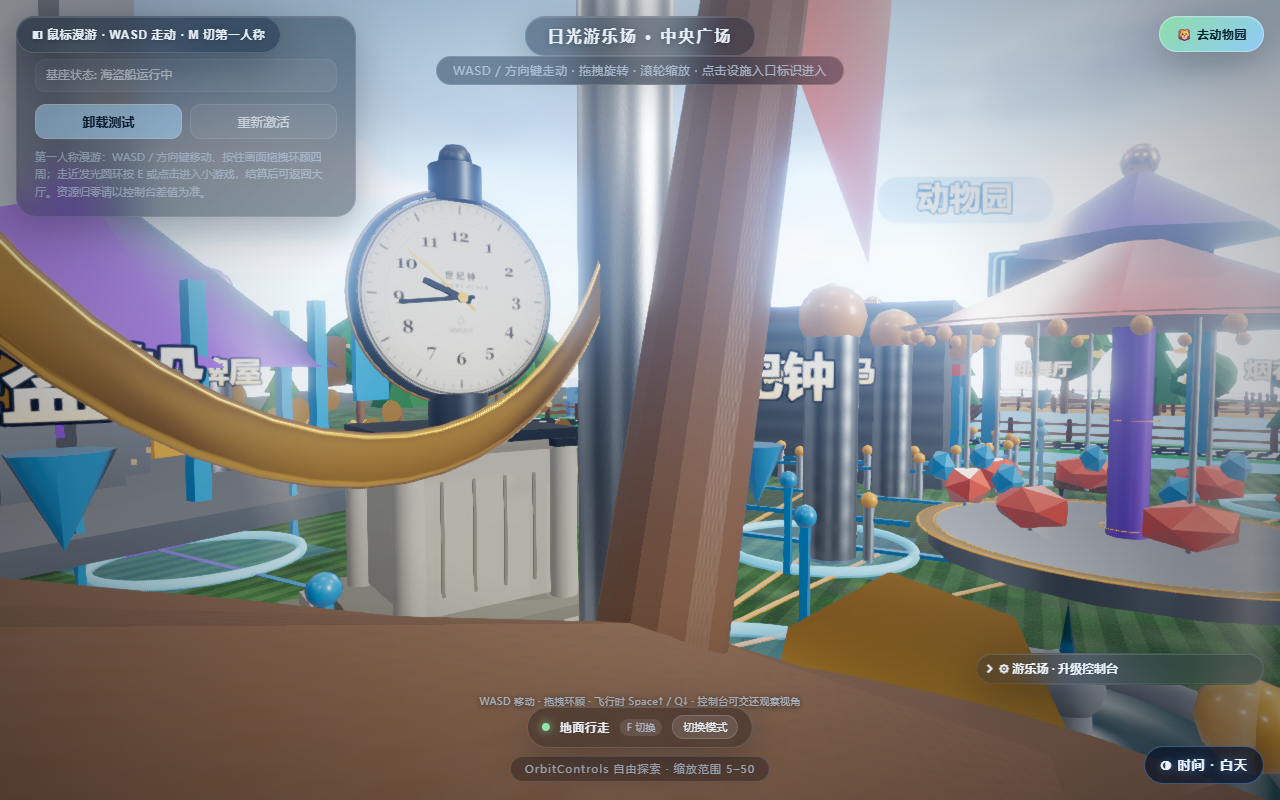 鼠标漫游 · WASD 走动 · M 切第一人称
基座状态: 海盗船运行中
卸载测试
重新激活
第一人称漫游：WASD / 方向键移动、按住画面拖拽环顾四
周；走近发光圆环按 E 或点击进入小游戏，结算后可返回大
厅。资源归零请以控制台差值为准。
日光游乐场 • 中央广场
WASD / 方向键走动 · 拖拽旋转 · 滚轮缩放 · 点击设施入口标识进入
去动物园
动物园
12
1
2
3
4
5
6
7
8
9
10
11
世纪钟
钟
马
屋
厅
游乐场 · 升级控制台
WASD 移动 · 拖拽环顾 · 飞行时 Space↑ / Q↓ · 控制台可交还观察视角
地面行走
F 切换
切换模式
OrbitControls 自由探索 · 缩放范围 5–50
时间 · 白天